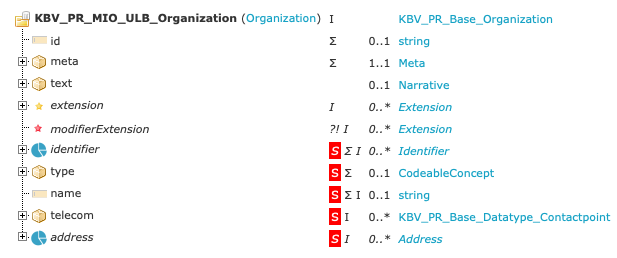 KBV_PR_MIO_ULB_Organization (Organization) I KBV_PR_Base_Organization
id Σ 0..1 string
meta Σ 1..1 Meta
text 0..1 Narrative
extension I 0..* Extension
modifierExtension ?! I 0..* Extension
identifier S Σ I 0..* Identifier
type S Σ 0..1 CodeableConcept
name S Σ I 0..1 string
telecom S I 0..* KBV_PR_Base_Datatype_Contactpoint
address S I 0..* Address